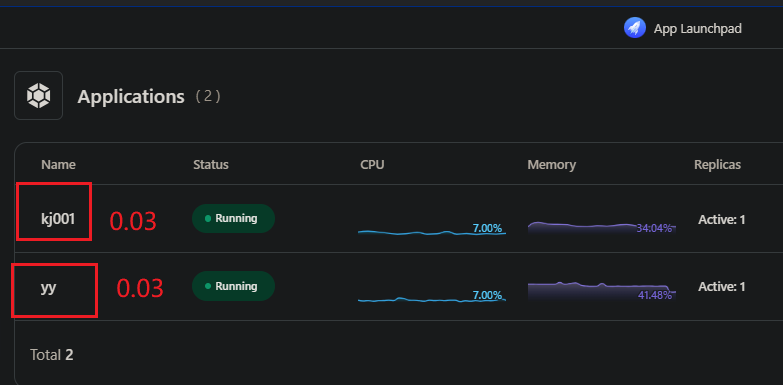 App Launchpad
Applications ( 2 )
Name Status CPU Memory Replicas
kj001 0.03 Running 7.00% 34.04% Active: 1
yy 0.03 Running 7.00% 41.48% Active: 1
Total 2